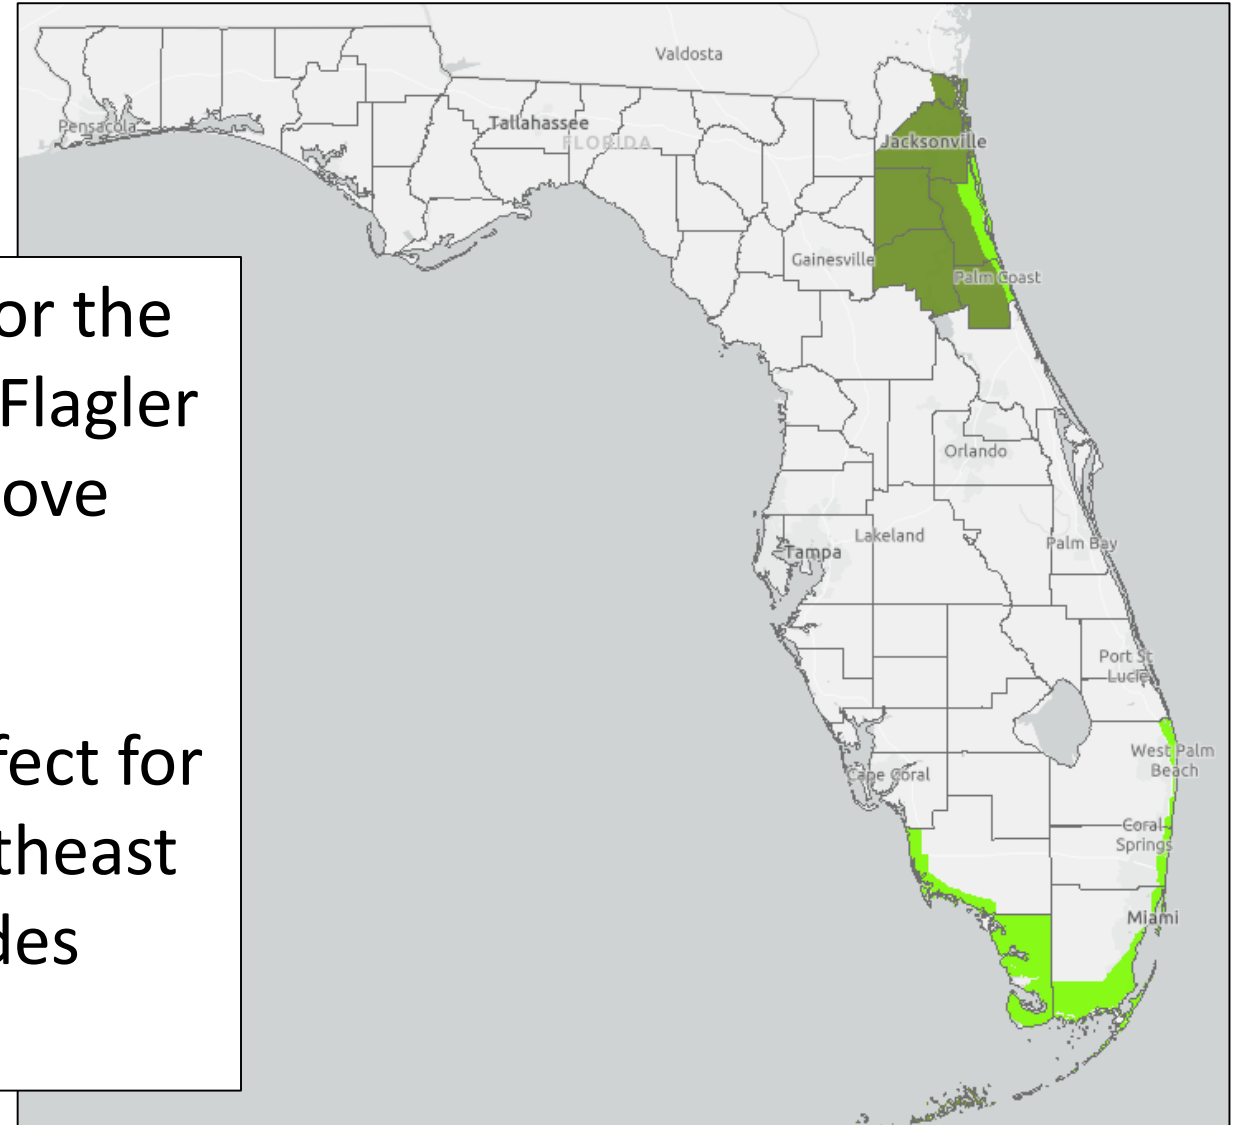 Valdosta
Pensacola
Tallahassee
FLORIDA
Jacksonville
Gainesville
Palm Coast
or the
Flagler
ove
Orlando
Lakeland
Palm Bay
Tampa
Port St
Lucie
fect for
theast
des
West Palm
Beach
Cape Coral
Coral
Springs
Miami